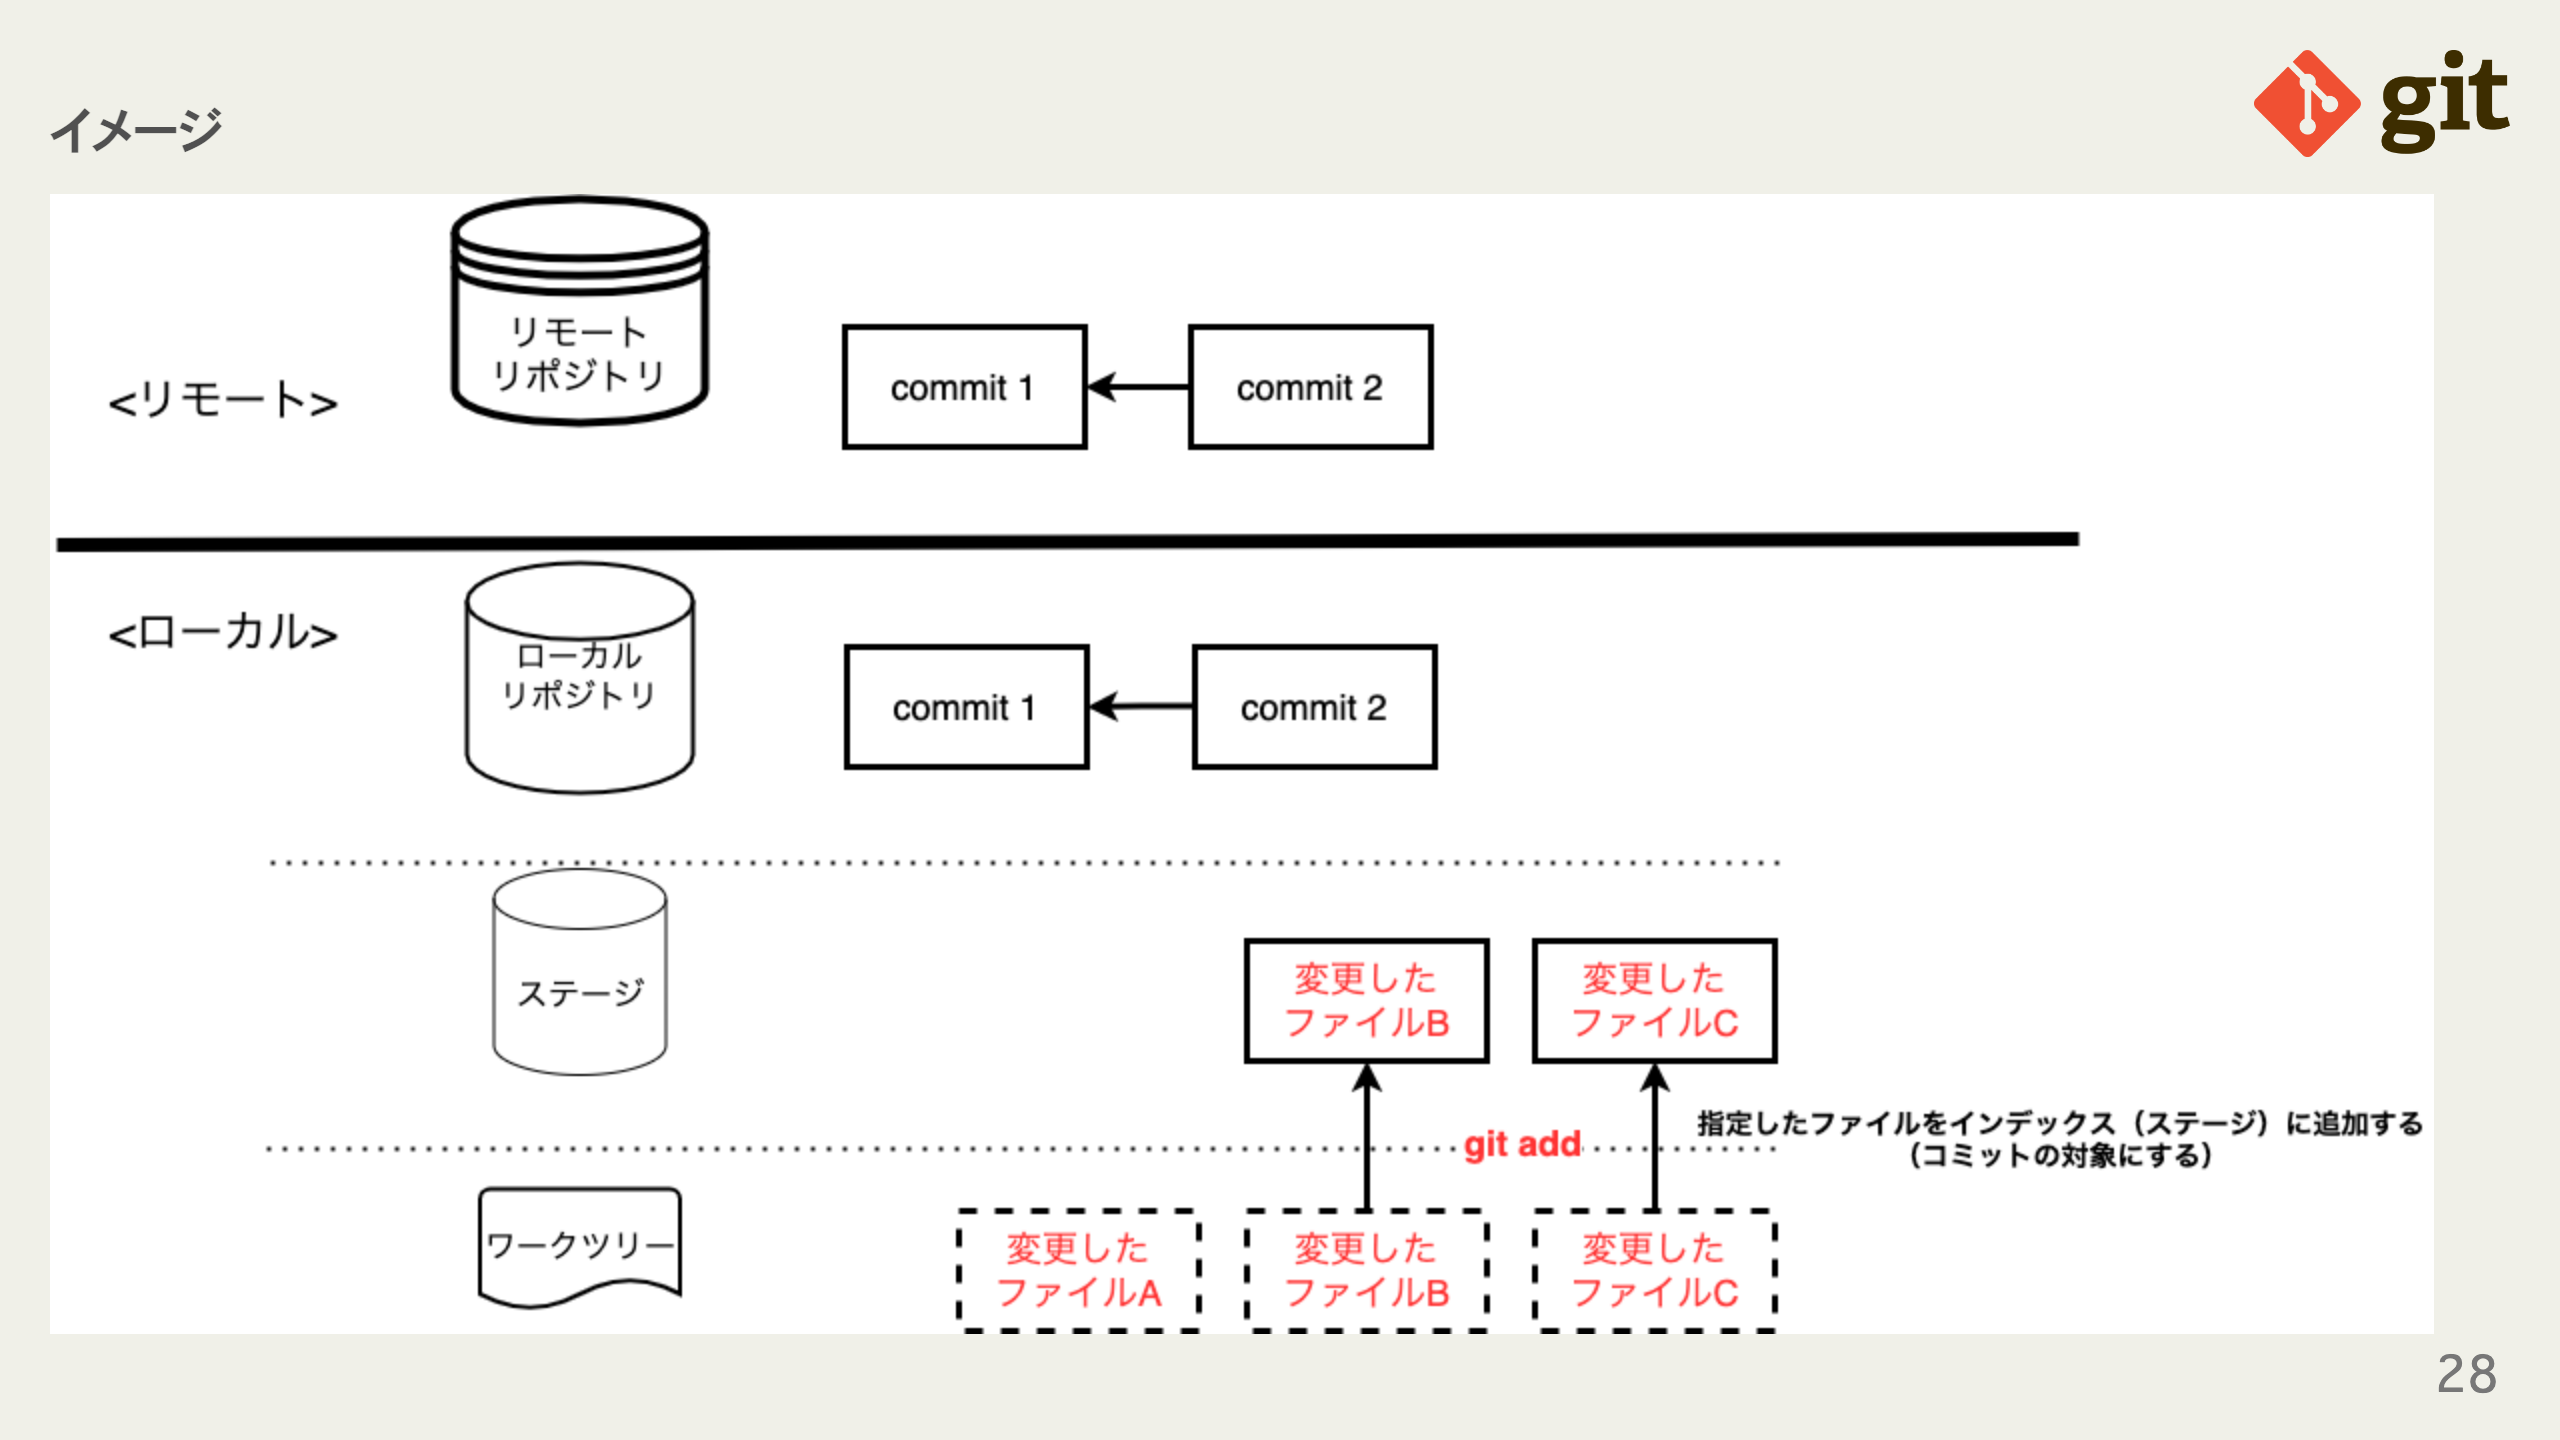 イメージ
git
リモート
リポジトリ
<リモート>
commit 1
commit 2
<ローカル>
ローカル
リポジトリ
commit 1
commit 2
ステージ
変更した
ファイルB
変更した
ファイルC
git add
指定したファイルをインデックス（ステージ）に追加する
（コミットの対象にする）
ワークツリー
変更した
ファイルA
変更した
ファイルB
変更した
ファイルC
28